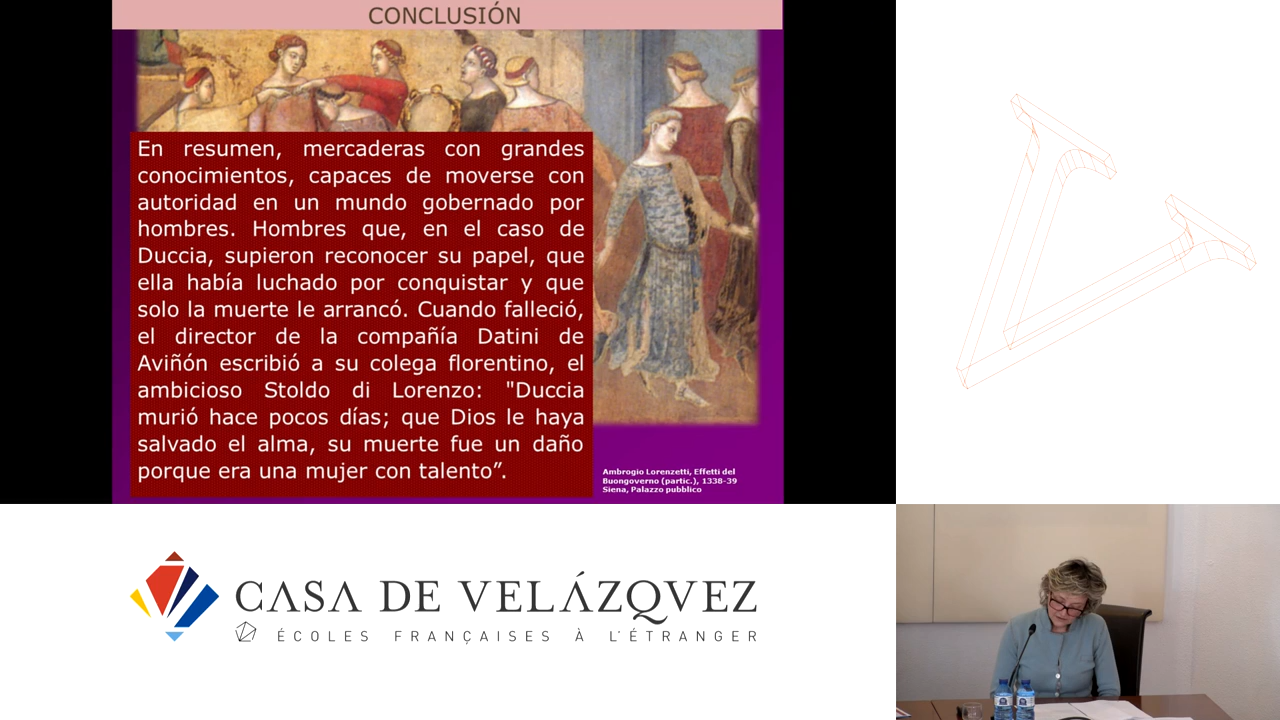 CONCLUSIÓN
En resumen, mercaderas con grandes
conocimientos, capaces de moverse con
autoridad en un mundo gobernado por
hombres. Hombres que, en el caso de
Duccia, supieron reconocer su papel, que
ella había luchado por conquistar y que
solo la muerte le arrancó. Cuando falleció,
el director de la compañía Datini de
Aviñón escribió a su colega florentino, el
ambicioso Stoldo di Lorenzo: "Duccia
murió hace pocos días; que Dios le haya
salvado el alma, su muerte fue un daño
porque era una mujer con talento”.
Ambrogio Lorenzetti, Effetti del
Buongoverno (partic.), 1338-39
Siena, Palazzo pubblico
CASA DE VELÁZQVEZ
ÉCOLES FRANÇAISES À L'ÉTRANGER